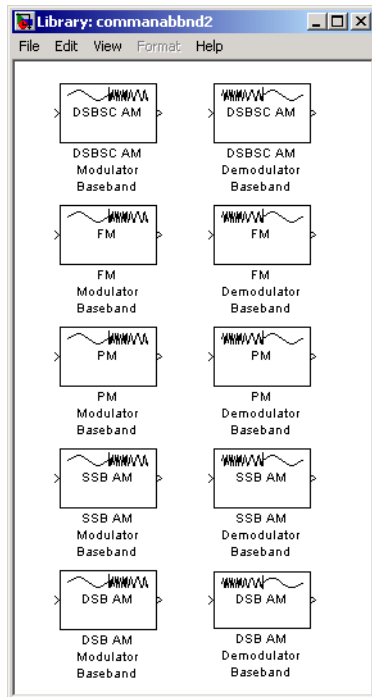 Library: commanabbnd2
File Edit View Format Help
DSBSC AM DSBSC AM
DSBSC AM DSBSC AM
Modulator Demodulator
Baseband Baseband
FM FM
FM FM
Modulator Demodulator
Baseband Baseband
PM PM
PM PM
Modulator Demodulator
Baseband Baseband
SSB AM SSB AM
SSB AM SSB AM
Modulator Demodulator
Baseband Baseband
DSB AM DSB AM
DSB AM DSB AM
Modulator Demodulator
Baseband Baseband